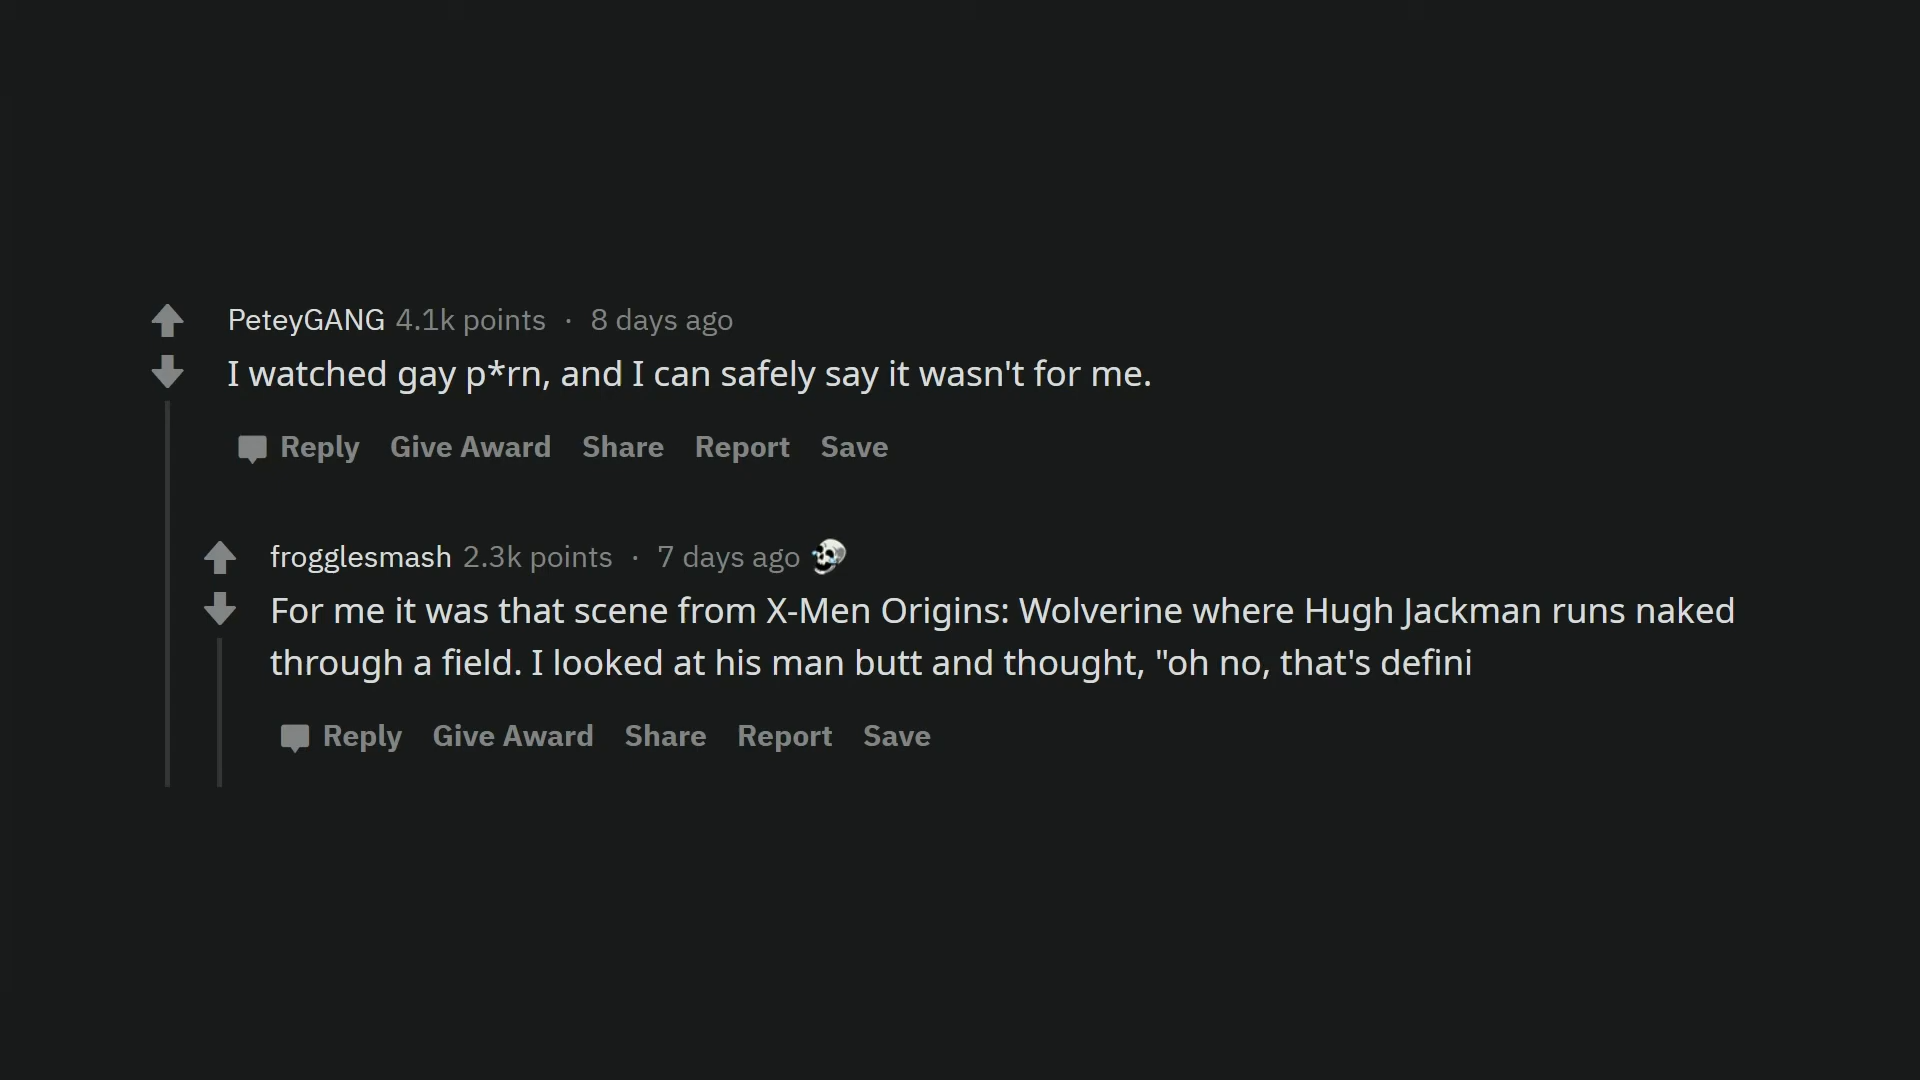 PeteyGANG 4.1k points · 8 days ago
I watched gay p*rn, and I can safely say it wasn't for me.
Reply Give Award Share Report Save
frogglesmash 2.3k points · 7 days ago
For me it was that scene from X-Men Origins: Wolverine where Hugh Jackman runs naked
through a field. I looked at his man butt and thought, "oh no, that's defini
Reply Give Award Share Report Save